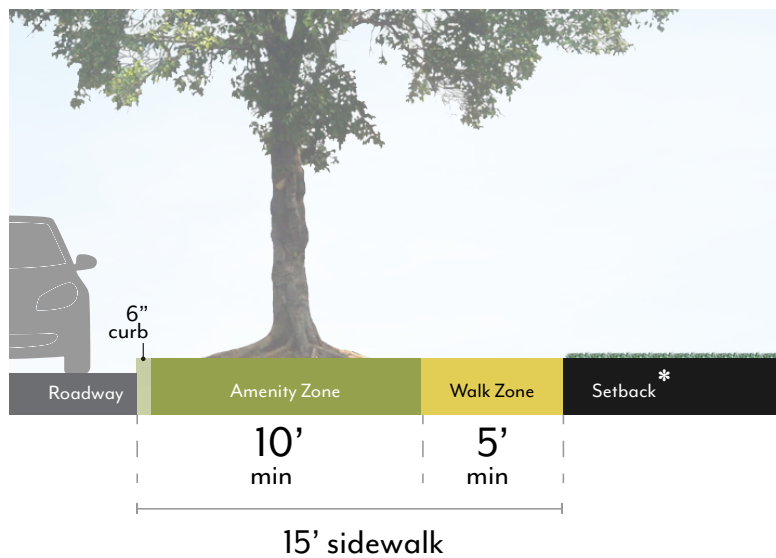 6”
curb
Roadway
Amenity Zone
Walk Zone
Setback*
10’
min
5’
min
15’ sidewalk